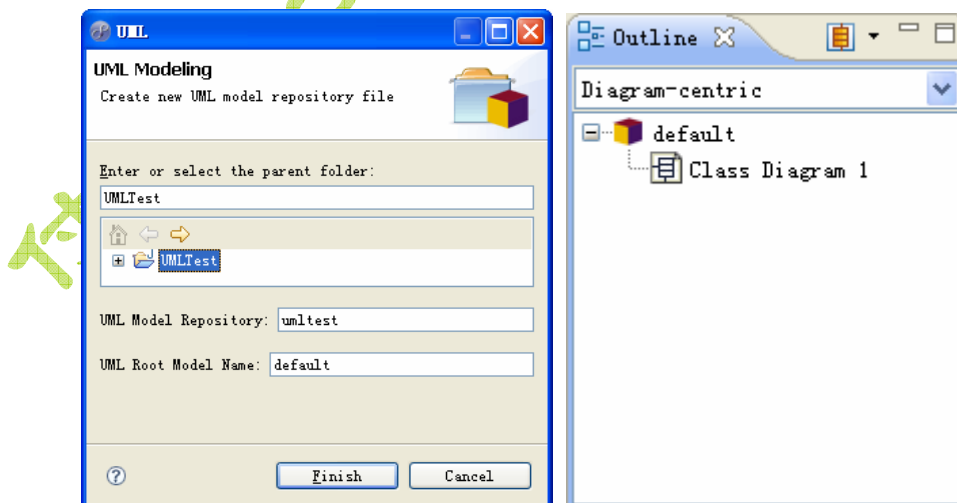 UML
UML Modeling
Create new UML model repository file
Enter or select the parent folder:
UMLTest
UMLTest
UML Model Repository: umltest
UML Root Model Name: default
Finish Cancel
Outline
Diagram-centric
default
Class Diagram 1